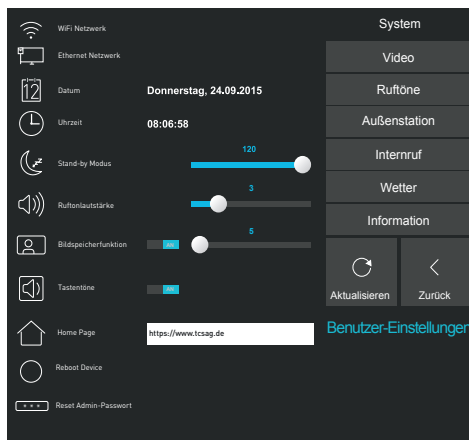 WiFi Netzwerk
Ethernet Netzwerk
12
Datum
Donnerstag, 24.09.2015
Uhrzeit
08:06:58
Stand-by Modus
120
Ruftonlautstärke
3
Bildspeicherfunktion
AN
5
Tastentöne
AN
Home Page
https://www.tcsag.de
Reboot Device
Reset Admin-Passwort
System
Video
Ruftöne
Außenstation
Internruf
Wetter
Information
Aktualisieren
Zurück
Benutzer-Einstellungen